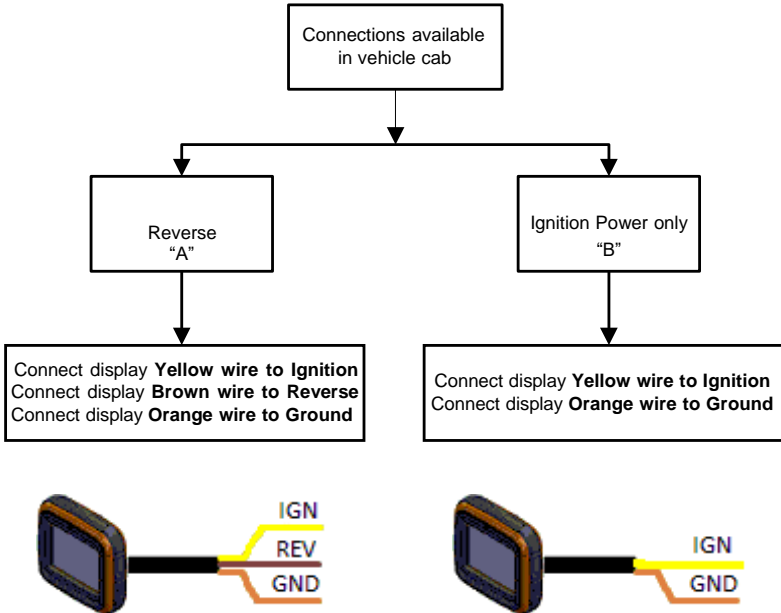 Connections available
in vehicle cab
Reverse
“A”
Ignition Power only
“B”
Connect display Yellow wire to Ignition
Connect display Brown wire to Reverse
Connect display Orange wire to Ground
Connect display Yellow wire to Ignition
Connect display Orange wire to Ground
IGN
REV
GND
IGN
GND